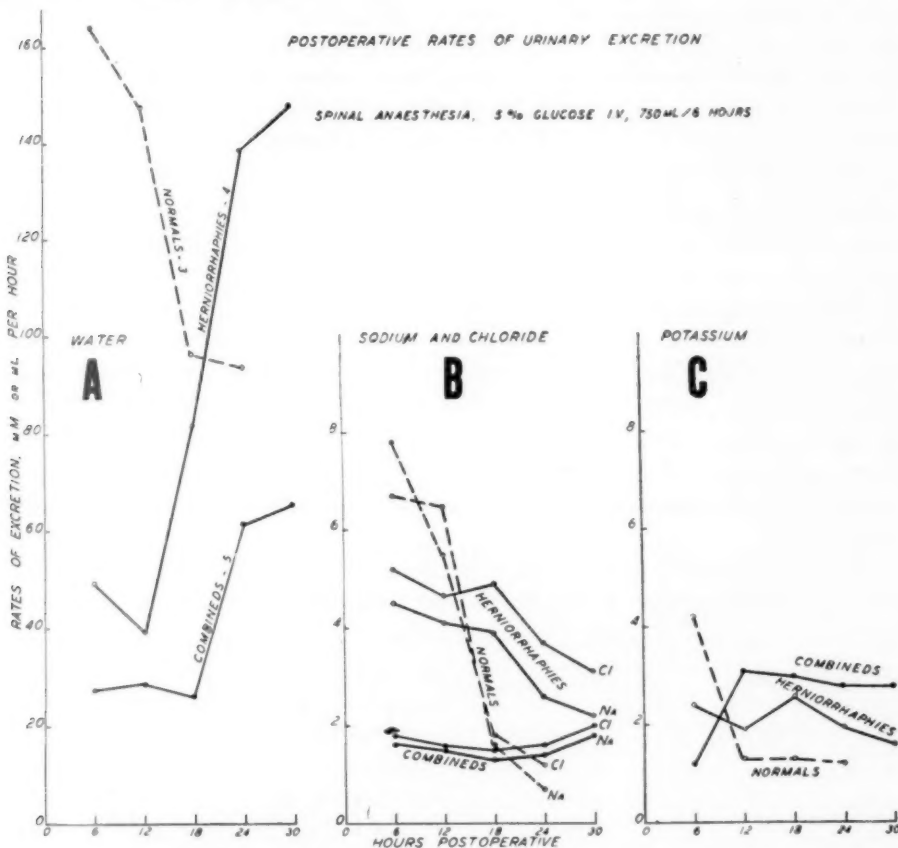 POSTOPERATIVE RATES OF URINARY EXCRETION
SPINAL ANAESTHESIA, 5% GLUCOSE I.V, 750ML/6 HOURS
RATES OF EXCRETION, mM OR ML PER HOUR
160
140
120
100
80
60
40
20
0
WATER
A
NORMALS-3
HERNIORRHAPHIES-4
COMBINEDS-5
0 6 12 18 24 30
SODIUM AND CHLORIDE
B
8
6
4
2
0
HERNIORRHAPHIES
NORMALS
COMBINEDS
Cl
Na
Cl
Na
Cl
Na
0 6 12 18 24 30
HOURS POSTOPERATIVE
POTASSIUM
C
8
6
4
2
0
COMBINEDS
HERNIORRHAPHIES
NORMALS
0 6 12 18 24 30